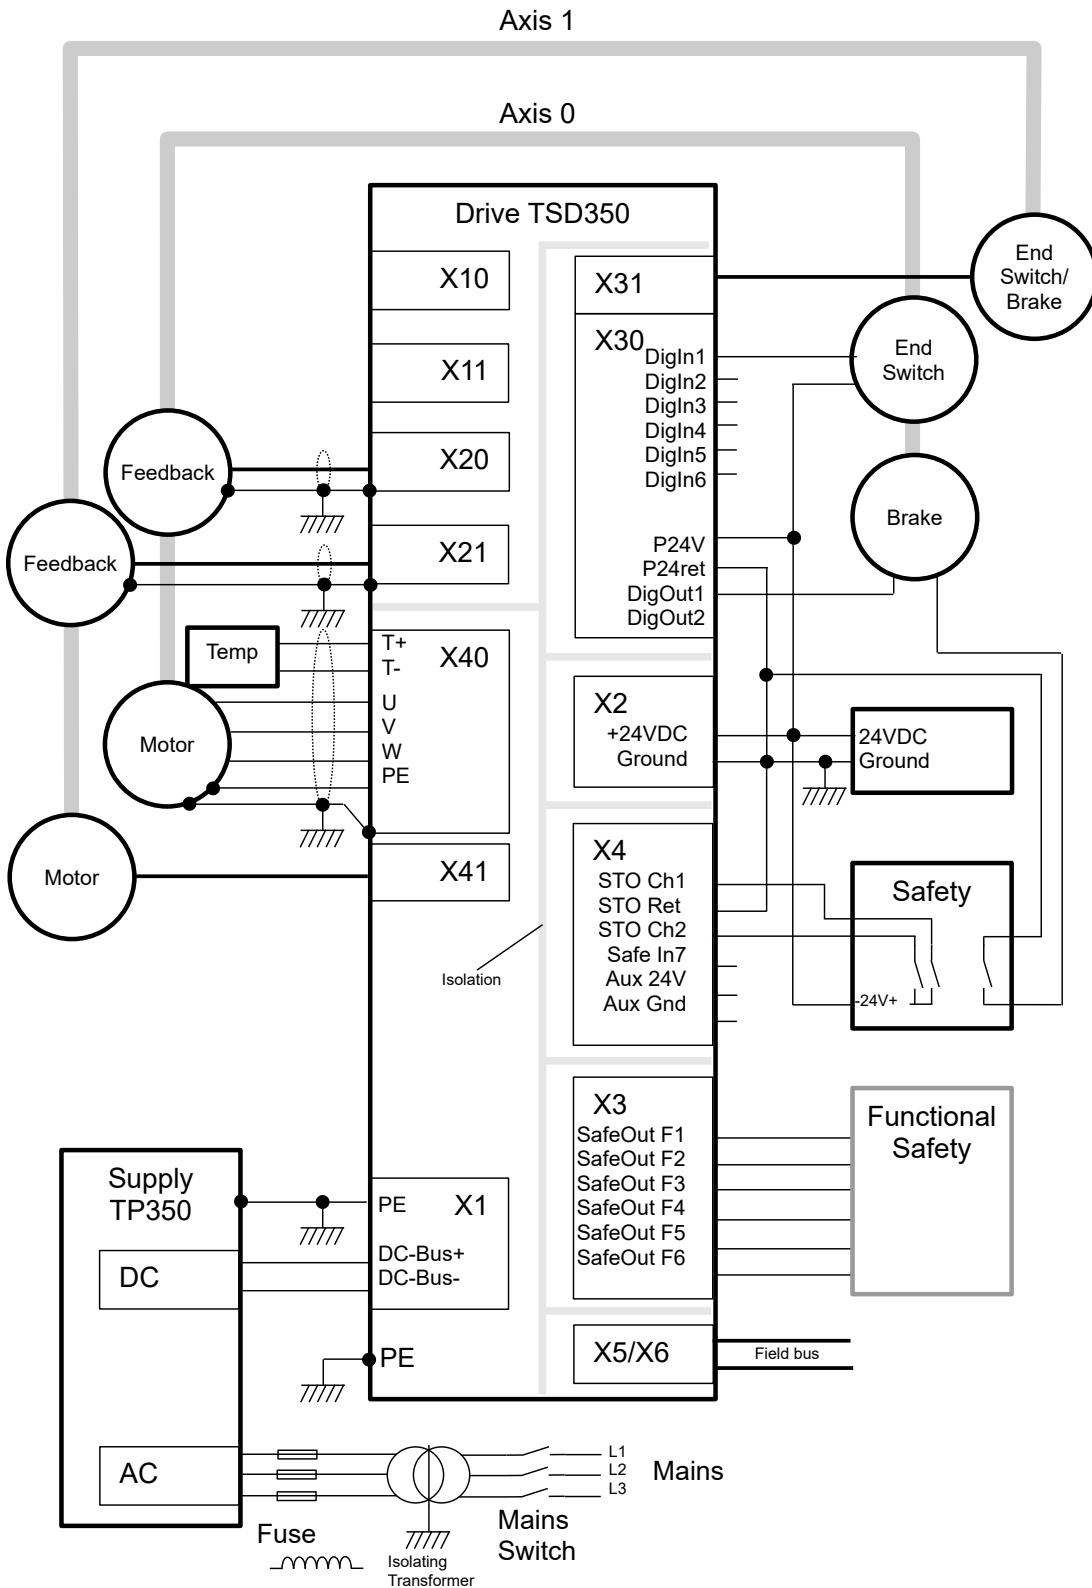 Axis 1
Axis 0
Drive TSD350
X10
X11
X20
X21
Feedback
Feedback
Temp
Motor
Motor
T+
T-
U
V
W
PE
X40
X41
Isolation
X31
X30
DigIn1
DigIn2
DigIn3
DigIn4
DigIn5
DigIn6
P24V
P24ret
DigOut1
DigOut2
End
Switch/
Brake
End
Switch
Brake
X2
+24VDC
Ground
24VDC
Ground
X4
STO Ch1
STO Ret
STO Ch2
Safe In7
Aux 24V
Aux Gnd
Safety
-24V+
X3
SafeOut F1
SafeOut F2
SafeOut F3
SafeOut F4
SafeOut F5
SafeOut F6
Functional
Safety
X5/X6
Field bus
Supply
TP350
DC
AC
PE
X1
DC-Bus+
DC-Bus-
PE
L1
L2
L3
Mains
Fuse
Isolating
Transformer
Mains
Switch